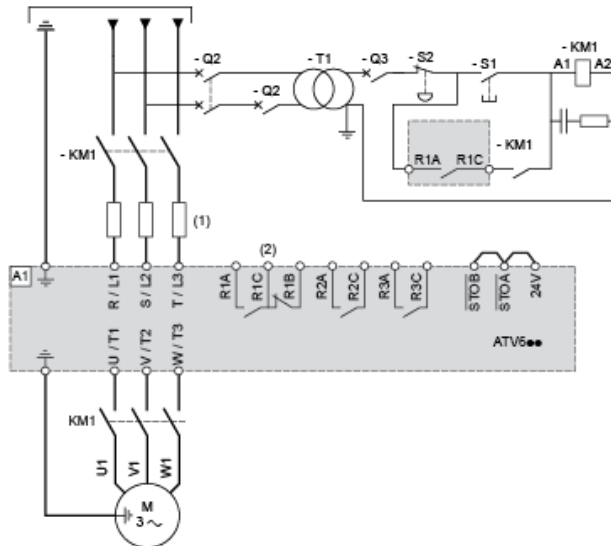 - Q2
- T1
- Q3
- S2
- S1
- KM1
A1
A2
- Q2
- KM1
R1A
R1C
- KM1
(1)
(2)
A1
R / L1
S / L2
T / L3
R1A
R1C
R1B
R2A
R2C
R3A
R3C
STOB
STOA
24V
U / T1
V / T2
W / T3
ATV6●●
KM1
U1
V1
W1
M
3 ~